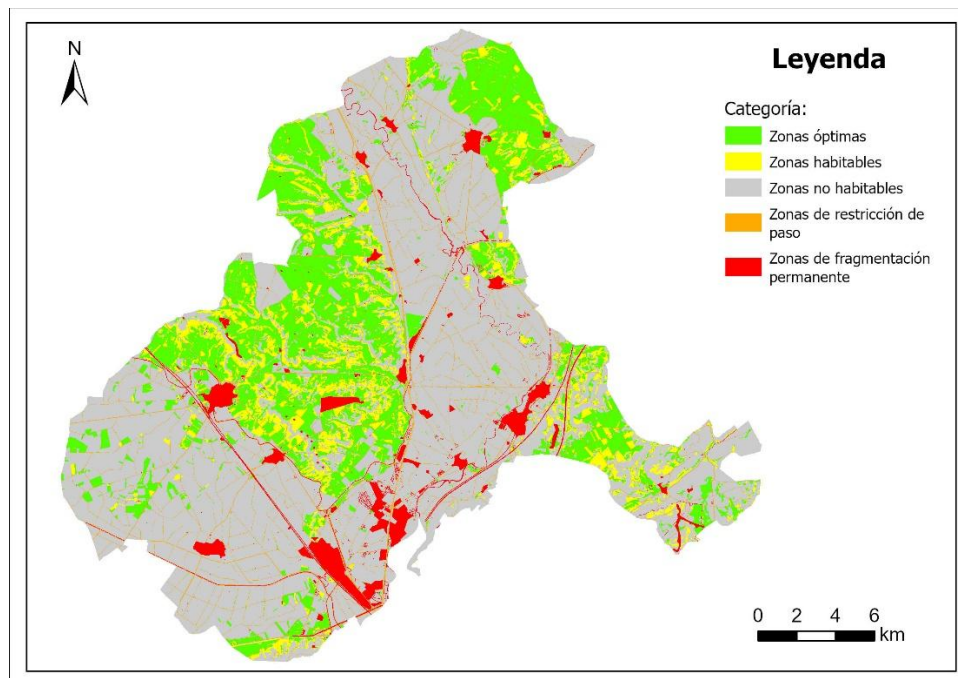 N
Leyenda
Categoría:
Zonas óptimas
Zonas habitables
Zonas no habitables
Zonas de restricción de
paso
Zonas de fragmentación
permanente
0 2 4 6
km